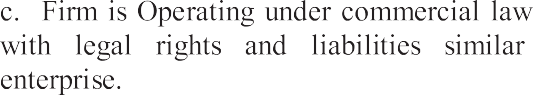 c. Firm is Operating under commercial law
with legal rights and liabilities similar
enterprise.